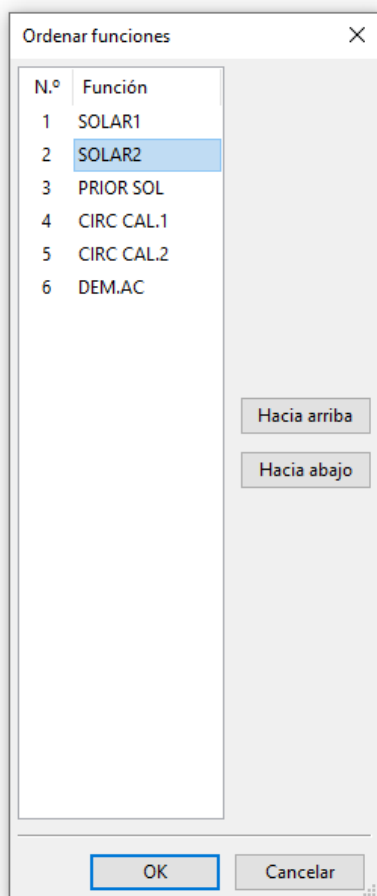 Ordenar funciones
N.º Función
1 SOLAR1
2 SOLAR2
3 PRIOR SOL
4 CIRC CAL.1
5 CIRC CAL.2
6 DEM.AC
Hacia arriba
Hacia abajo
OK Cancelar